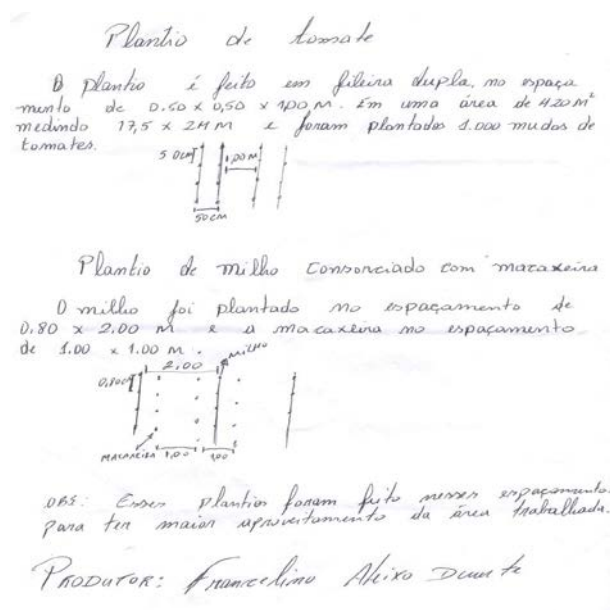 Plantio de tomate
O plantio é feito em fileira dupla, no espaça
mento de 0.50 x 0,50 x 1,00 M. Em uma área de 420 M²
medindo 17,5 x 24 M e foram plantados 1.000 mudas de
tomates.
50cm
1,00 M
50 cm
Plantio de milho consorciado com macaxeira
O milho foi plantado no espaçamento de
0,80 x 2,00 m e a macaxeira no espaçamento
de 1.00 x 1.00 m.
MILHO
2,00
0,80cm
MACAXEIRA 1,00 1,00
OBS: Esses plantios foram feito nesses espaçamento.
para ter maior aproveitamento da área trabalhada.
PRODUTOR: Francelino Aleixo Duarte